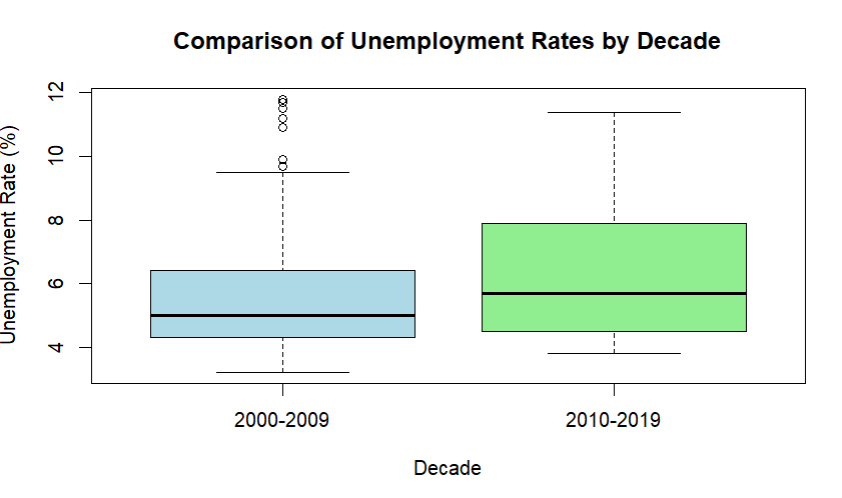 Comparison of Unemployment Rates by Decade
Unemployment Rate (%)
12
10
8
6
4
2000-2009
2010-2019
Decade